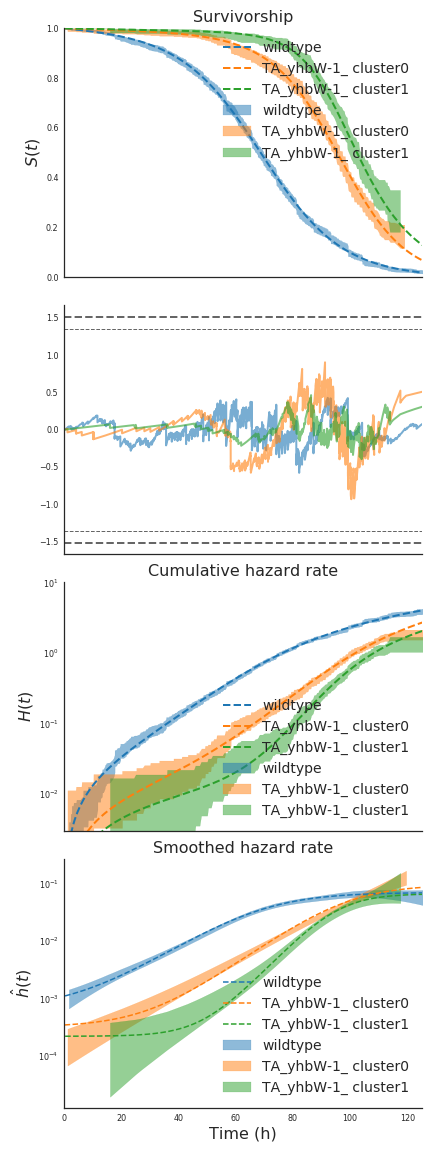 Survivorship
1.0
0.8
0.6
0.4
0.2
0.0
S(t)
wildtype
TA_yhbW-1_ cluster0
TA_yhbW-1_ cluster1
wildtype
TA_yhbW-1_ cluster0
TA_yhbW-1_ cluster1
1.5
1.0
0.5
0.0
−0.5
−1.0
−1.5
Cumulative hazard rate
10¹
10⁰
10⁻¹
10⁻²
H(t)
wildtype
TA_yhbW-1_ cluster0
TA_yhbW-1_ cluster1
wildtype
TA_yhbW-1_ cluster0
TA_yhbW-1_ cluster1
Smoothed hazard rate
10⁻¹
10⁻²
10⁻³
10⁻⁴
ĥ(t)
wildtype
TA_yhbW-1_ cluster0
TA_yhbW-1_ cluster1
wildtype
TA_yhbW-1_ cluster0
TA_yhbW-1_ cluster1
0 20 40 60 80 100 120
Time (h)